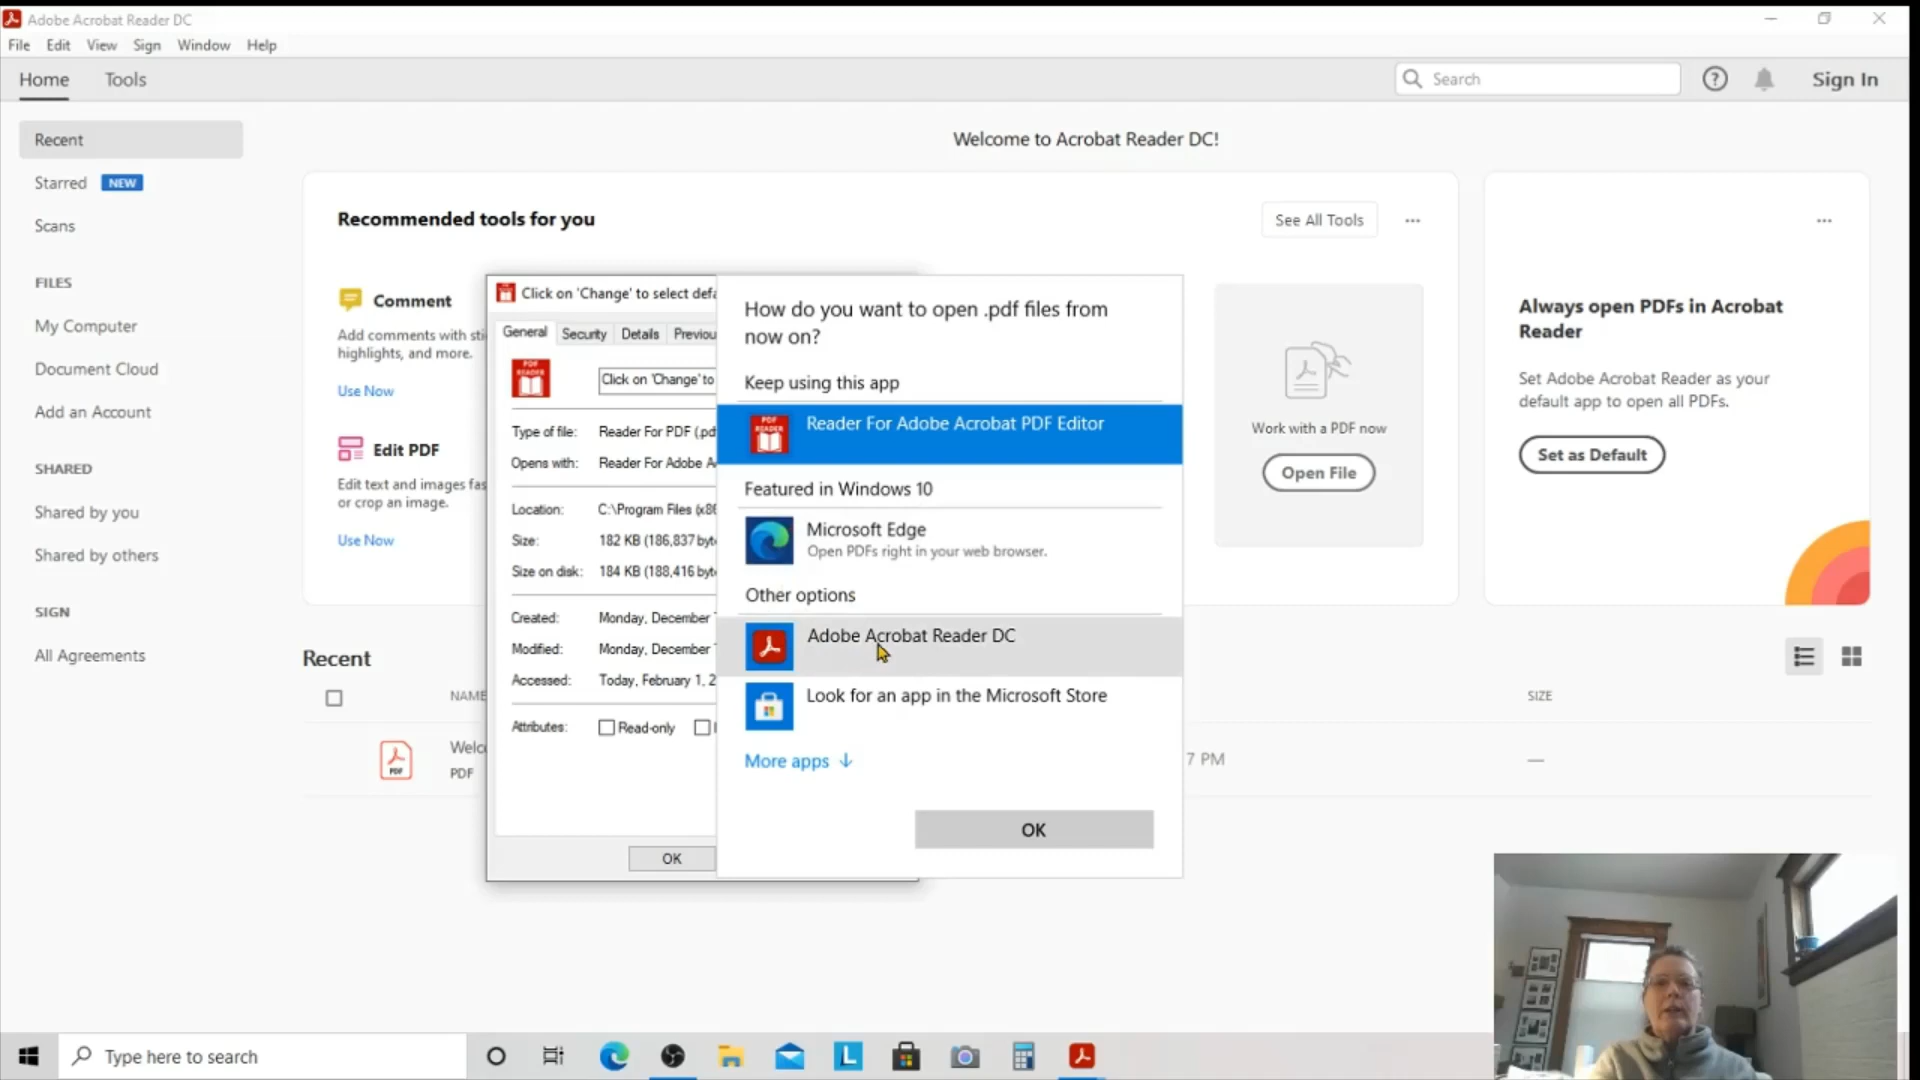 Adobe Acrobat Reader DC
File Edit View Sign Window Help
Home Tools
Search
Sign In
Recent
Starred NEW
Scans
FILES
My Computer
Document Cloud
Add an Account
SHARED
Shared by you
Shared by others
SIGN
All Agreements
Welcome to Acrobat Reader DC!
Recommended tools for you
See All Tools
Comment
Add comments with
highlights, and more.
Use Now
Edit PDF
Edit text and images
or crop an image.
Use Now
Click on 'Change' to select
General Security Details
PDF
READER
Click on 'Change' to
Type of file: Reader For PDF
Opens with: Reader For Adobe
Location: C:\Program Files
Size: 182 KB (186,837
Size on disk: 184 KB (188,416
Created: Monday, December
Modified: Monday, December
Accessed: Today, February 1,
Attributes: Read-only
OK
How do you want to open .pdf files from
now on?
Keep using this app
PDF
READER
Reader For Adobe Acrobat PDF Editor
Featured in Windows 10
Microsoft Edge
Open PDFs right in your web browser.
Other options
Adobe Acrobat Reader DC
Look for an app in the Microsoft Store
More apps
OK
Work with a PDF now
Open File
Always open PDFs in Acrobat
Reader
Set Adobe Acrobat Reader as your
default app to open all PDFs.
Set as Default
Recent
NAME
SIZE
PDF
PDF
7 PM
—
Type here to search
L